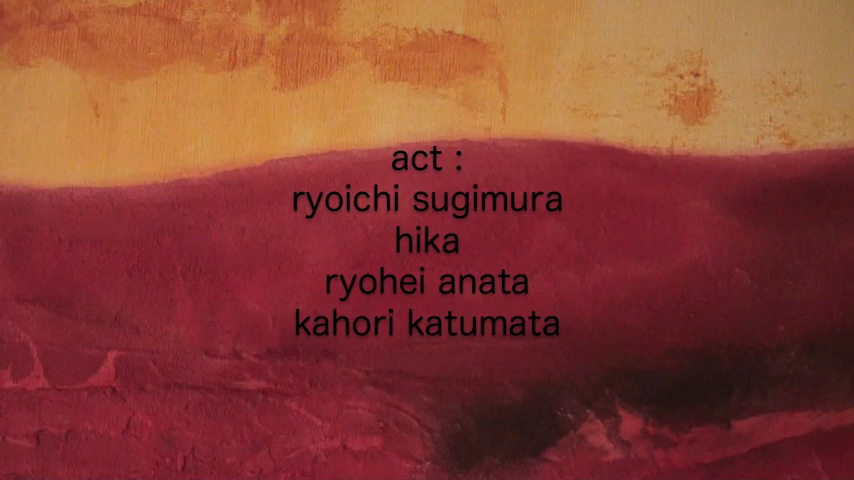 act :
ryoichi sugimura
hika
ryohei anata
kahori katumata